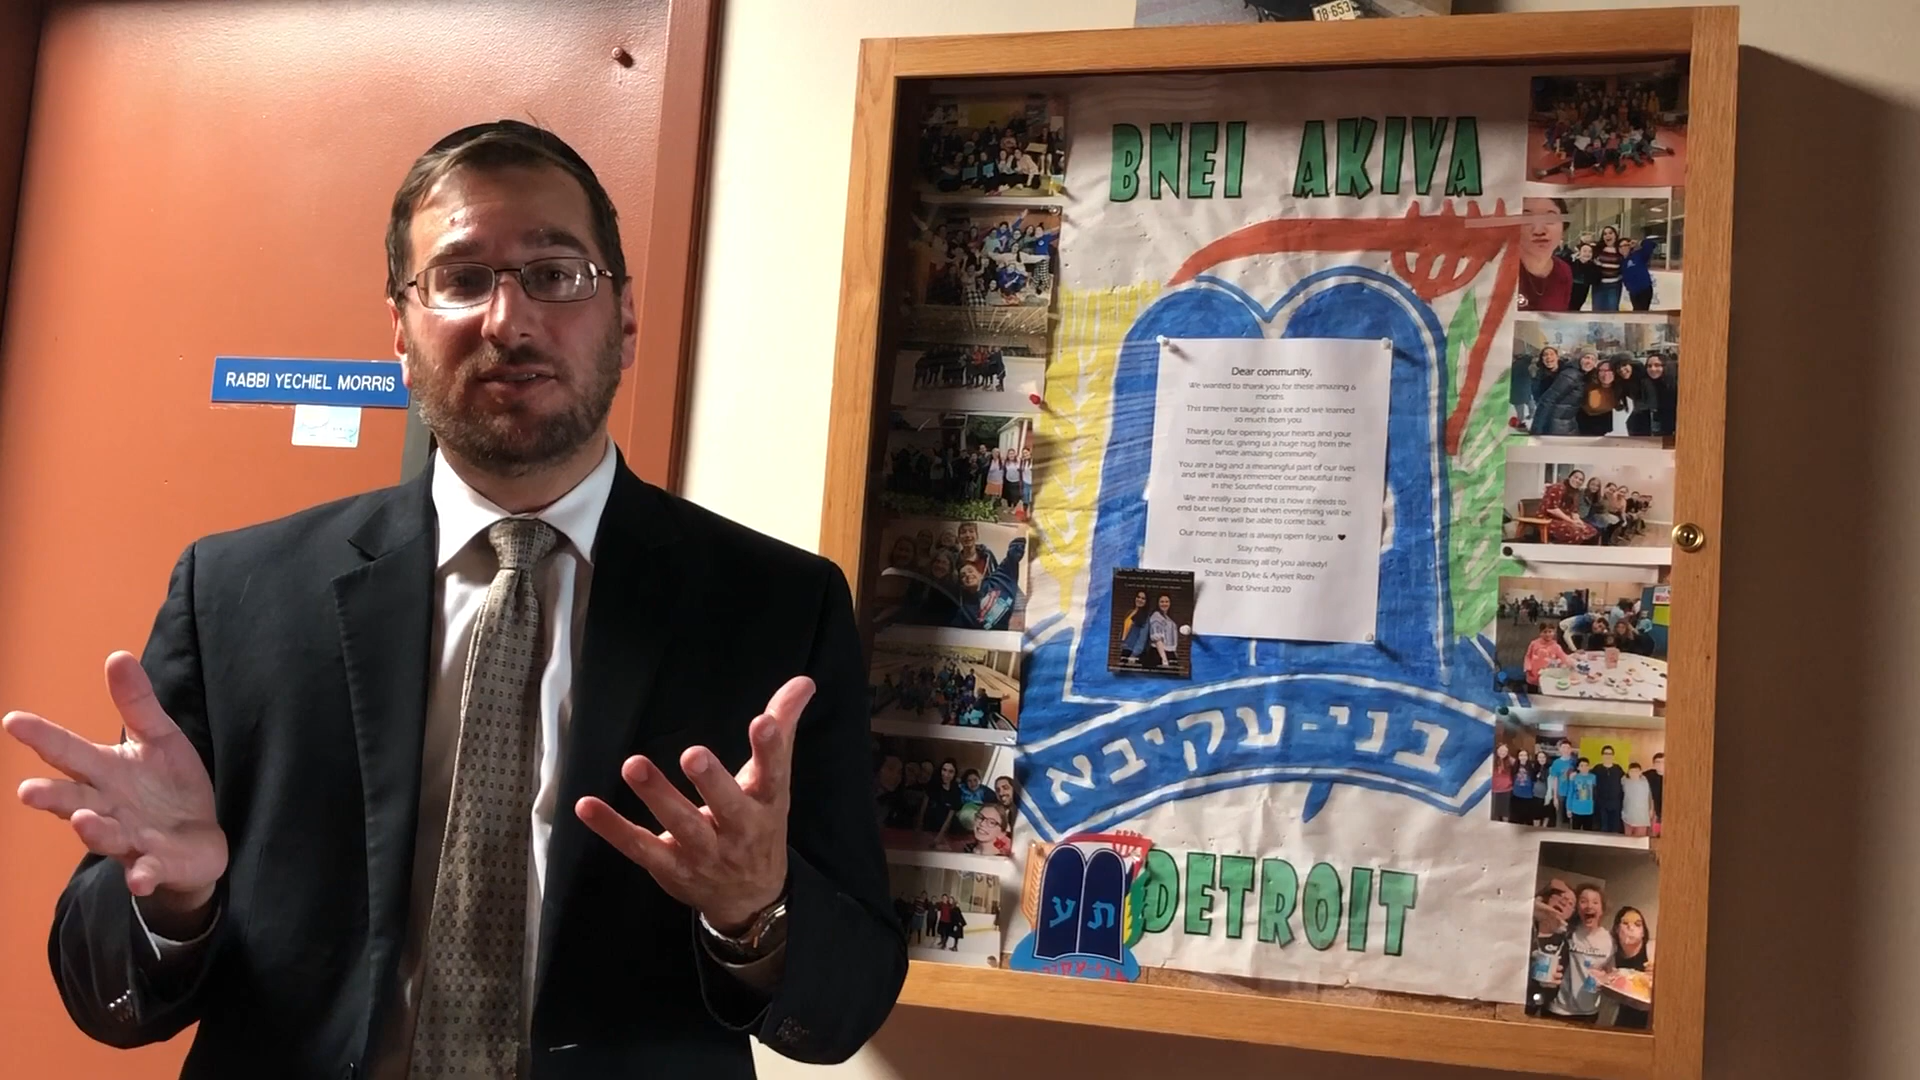 18·653
RABBI YECHIEL MORRIS
BNEI AKIVA
Dear community,
We wanted to thank you for these amazing 6
months.
This time here taught us a lot and we learned
so much from you.
Thank you for opening your hearts and your
homes for us, giving us a huge hug from the
whole amazing community.
You are a big and a meaningful part of our lives
and we'll always remember our beautiful time
in the Southfield community.
We are really sad that this is how it needs to
end but we hope that when everything will be
over we will be able to come back.
Our home in Israel is always open for you ♥
Stay healthy.
Love, and missing all of you already!
Shira Van Dyke & Ayelet Roth
Bnot Sherut 2020
בני-עקיבא
ת ע
DETROIT